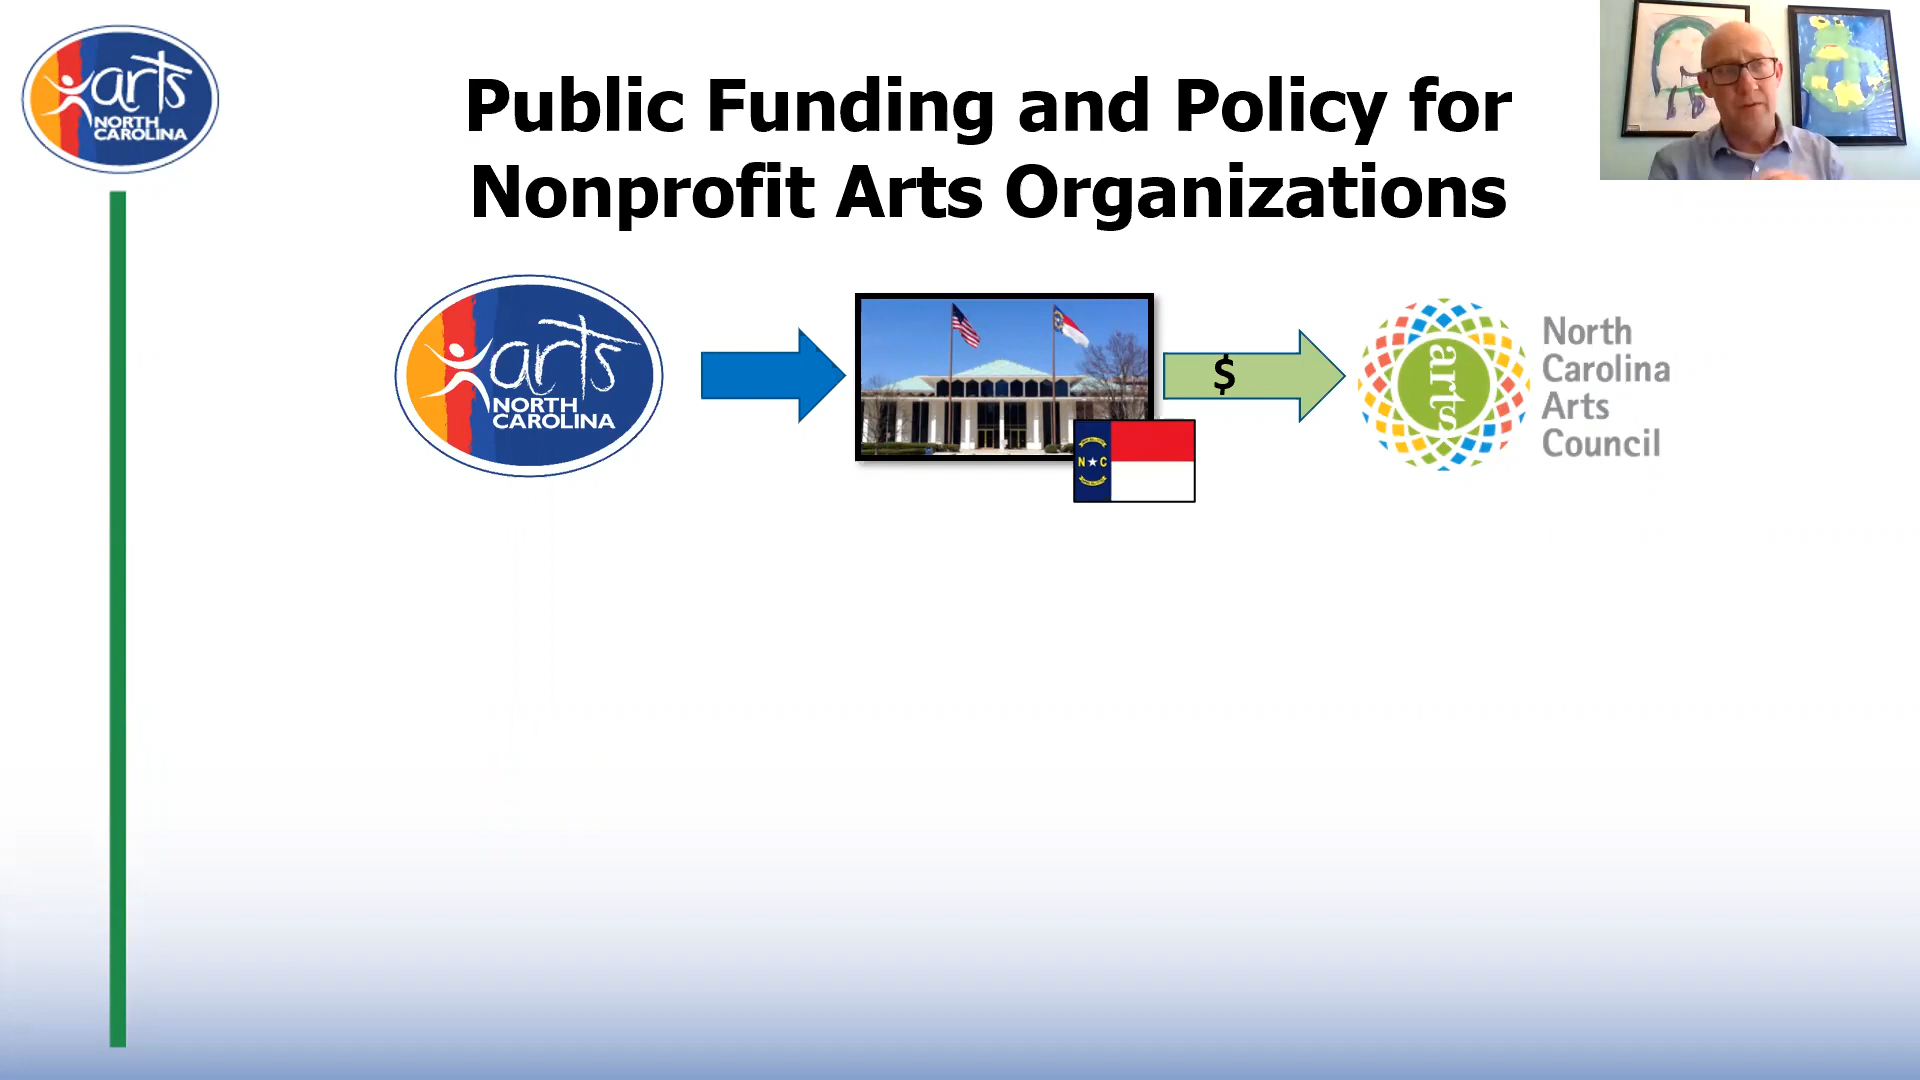 arts
NORTH
CAROLINA
Public Funding and Policy for
Nonprofit Arts Organizations
arts
NORTH
CAROLINA
$
N C
arts
North
Carolina
Arts
Council